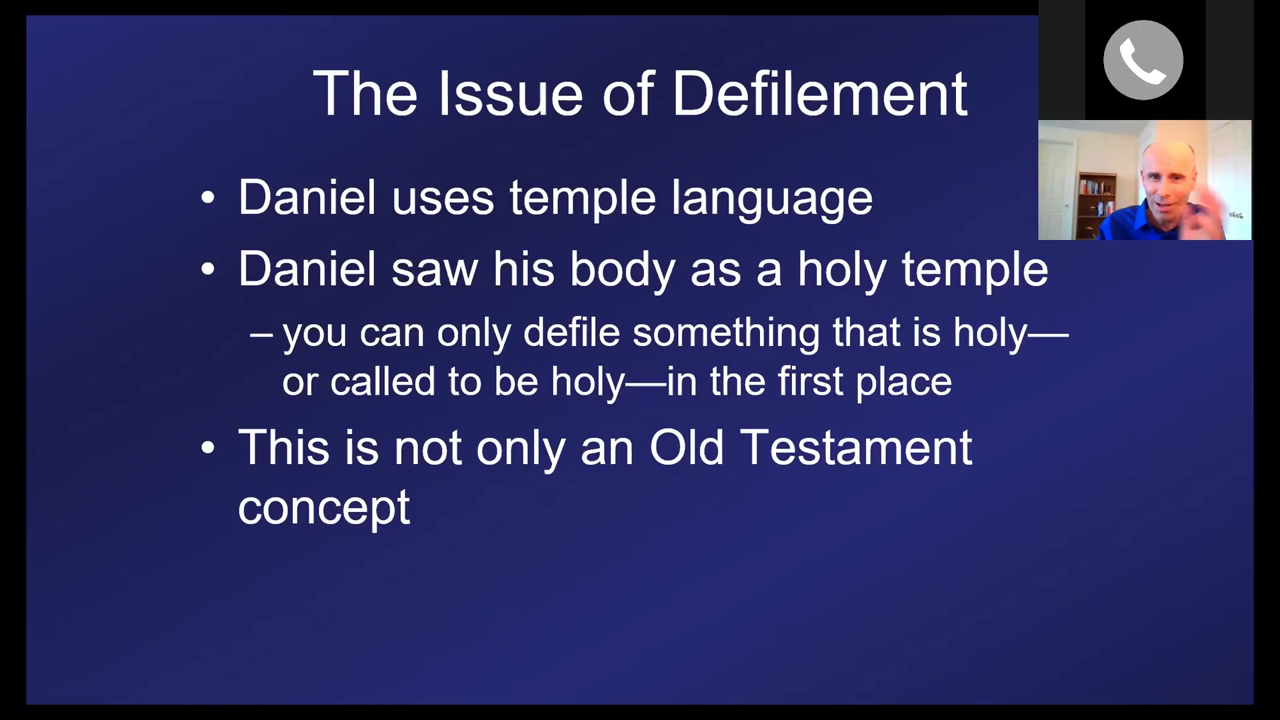 The Issue of Defilement
• Daniel uses temple language
• Daniel saw his body as a holy temple
– you can only defile something that is holy—
or called to be holy—in the first place
• This is not only an Old Testament
concept